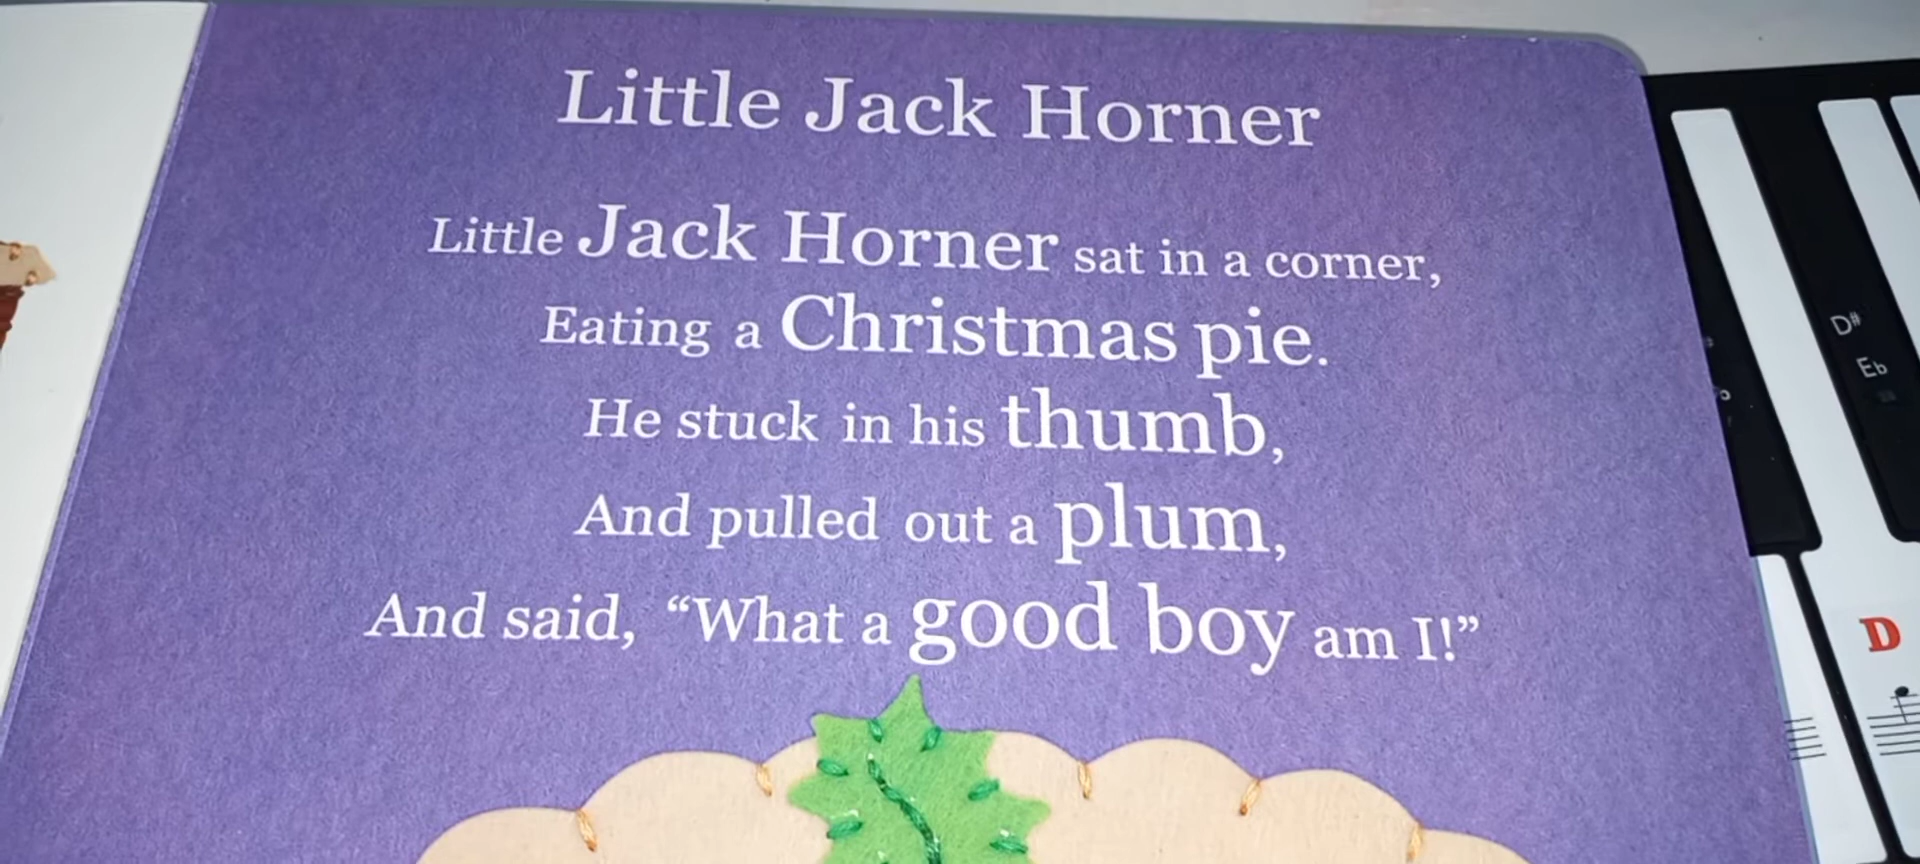 Little Jack Horner
Little Jack Horner sat in a corner,
Eating a Christmas pie.
He stuck in his thumb,
And pulled out a plum,
And said, “What a good boy am I!”
D#
Eb
D